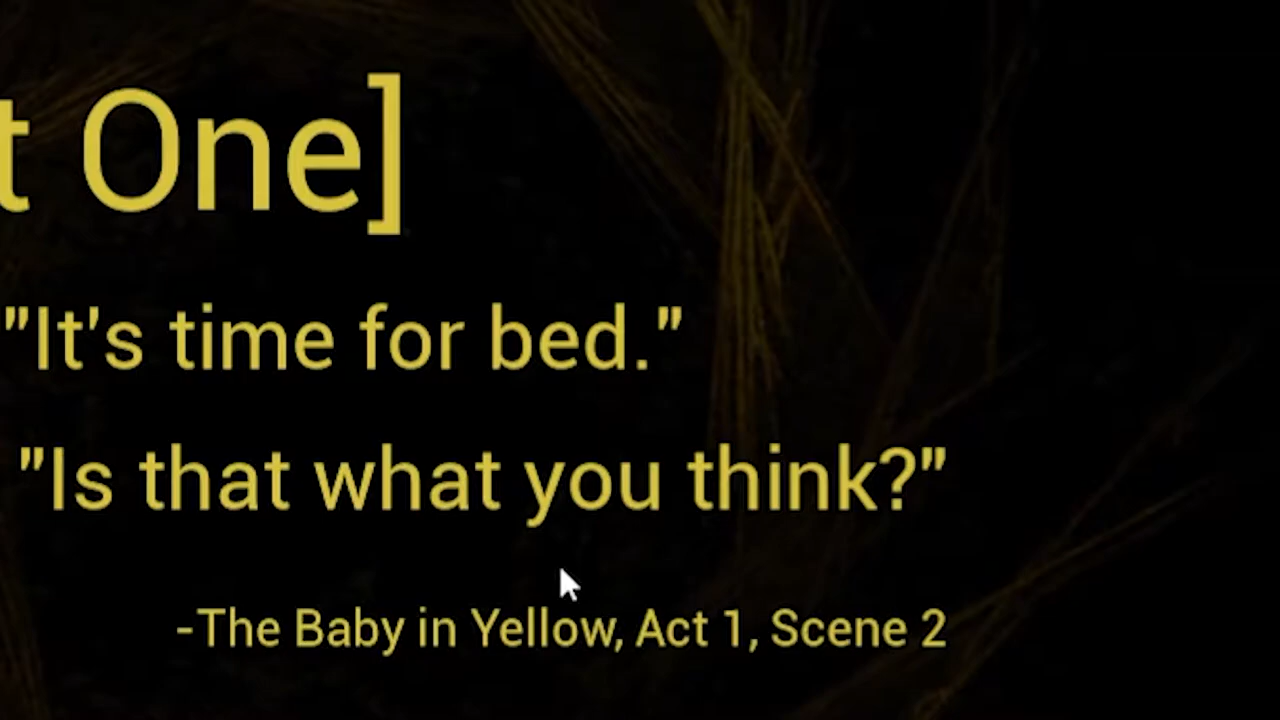 t One]
"It's time for bed."
"Is that what you think?"
-The Baby in Yellow, Act 1, Scene 2